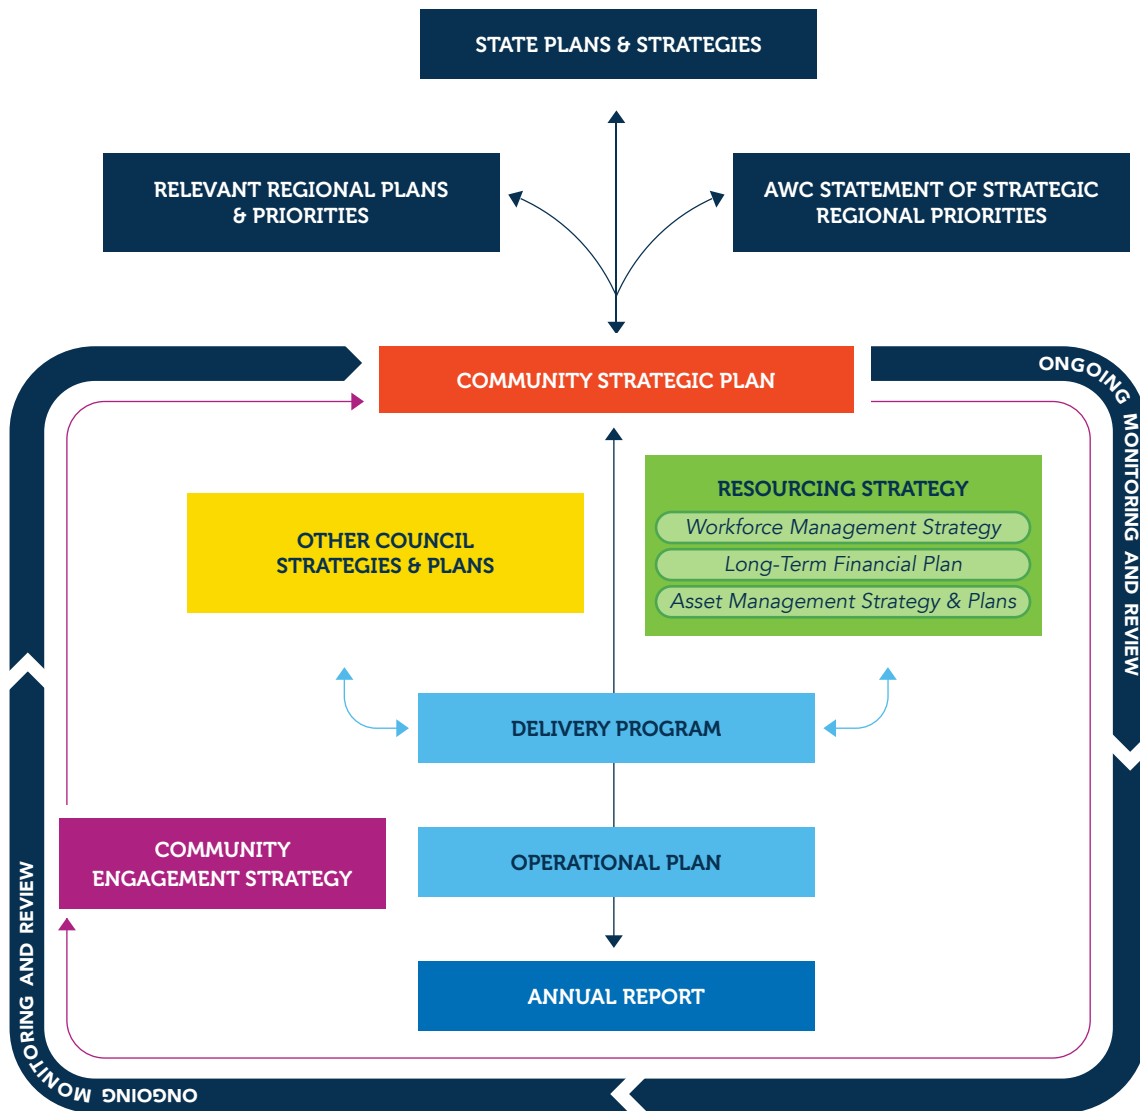 STATE PLANS & STRATEGIES
RELEVANT REGIONAL PLANS
& PRIORITIES
AWC STATEMENT OF STRATEGIC
REGIONAL PRIORITIES
COMMUNITY STRATEGIC PLAN
ONGOING MONITORING AND REVIEW
OTHER COUNCIL
STRATEGIES & PLANS
RESOURCING STRATEGY
Workforce Management Strategy
Long-Term Financial Plan
Asset Management Strategy & Plans
DELIVERY PROGRAM
COMMUNITY
ENGAGEMENT STRATEGY
OPERATIONAL PLAN
ANNUAL REPORT
ONGOING MONITORING AND REVIEW